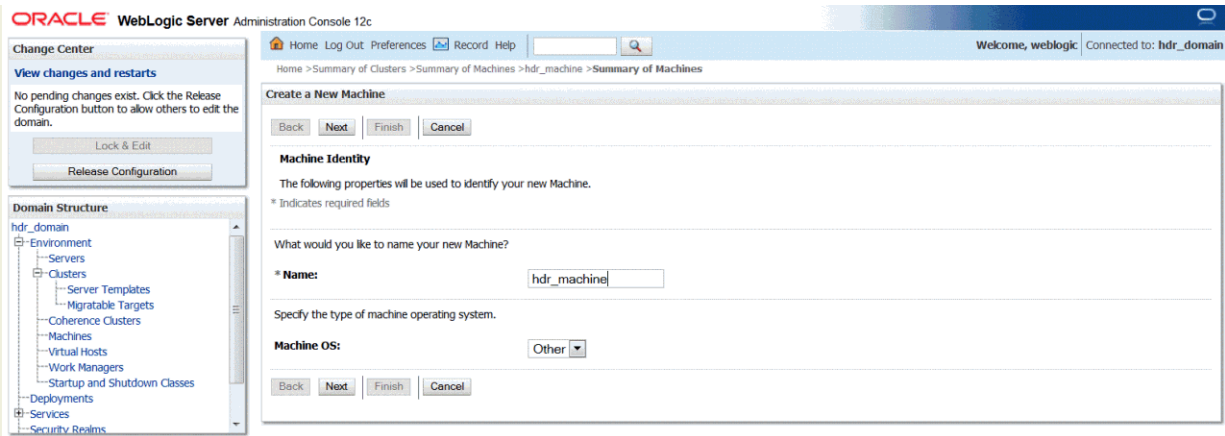 ORACLE WebLogic Server Administration Console 12c
Change Center
View changes and restarts
No pending changes exist. Click the Release
Configuration button to allow others to edit the
domain.
Lock & Edit
Release Configuration
Domain Structure
hdr_domain
Environment
Servers
Clusters
Server Templates
Migratable Targets
Coherence Clusters
Machines
Virtual Hosts
Work Managers
Startup and Shutdown Classes
Deployments
Services
Security Realms
Home Log Out Preferences Record Help
Welcome, weblogic Connected to: hdr_domain
Home >Summary of Clusters >Summary of Machines >hdr_machine >Summary of Machines
Create a New Machine
Back Next Finish Cancel
Machine Identity
The following properties will be used to identify your new Machine.
* Indicates required fields
What would you like to name your new Machine?
* Name: hdr_machine
Specify the type of machine operating system.
Machine OS: Other
Back Next Finish Cancel